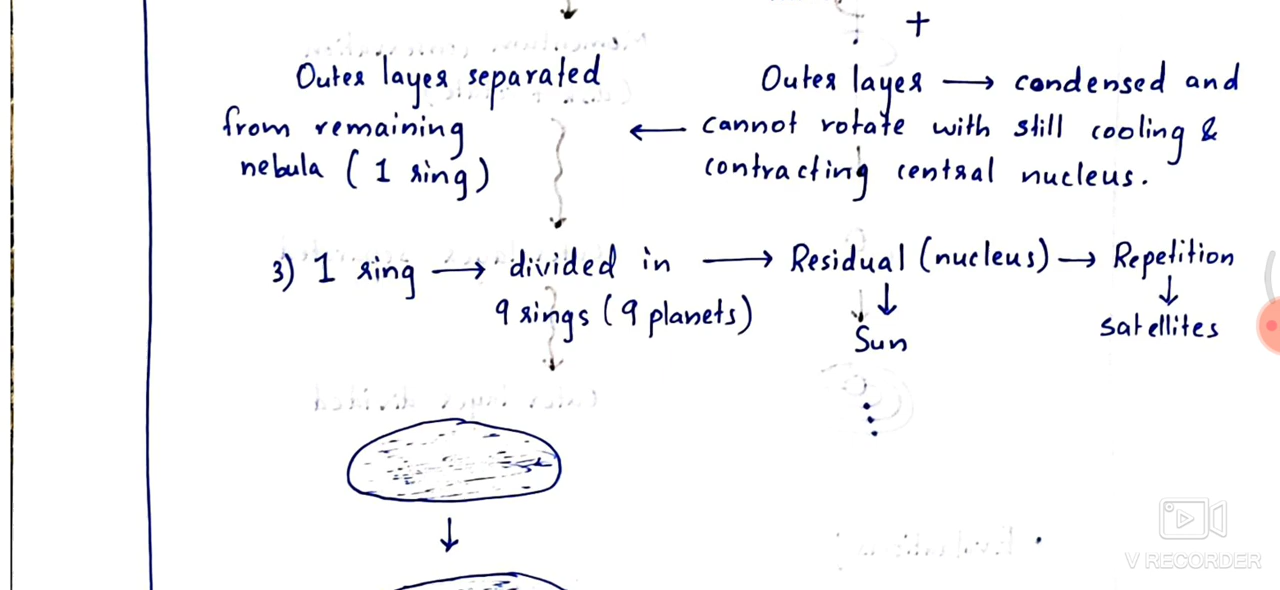 +
Outer layer separated
from remaining
nebula (1 ring)
Outer layer → condensed and
← cannot rotate with still cooling &
contracting central nucleus.
3) 1 ring → divided in → Residual (nucleus) → Repetition
9 rings (9 planets)
↓
Sun
↓
satellites
V RECORDER